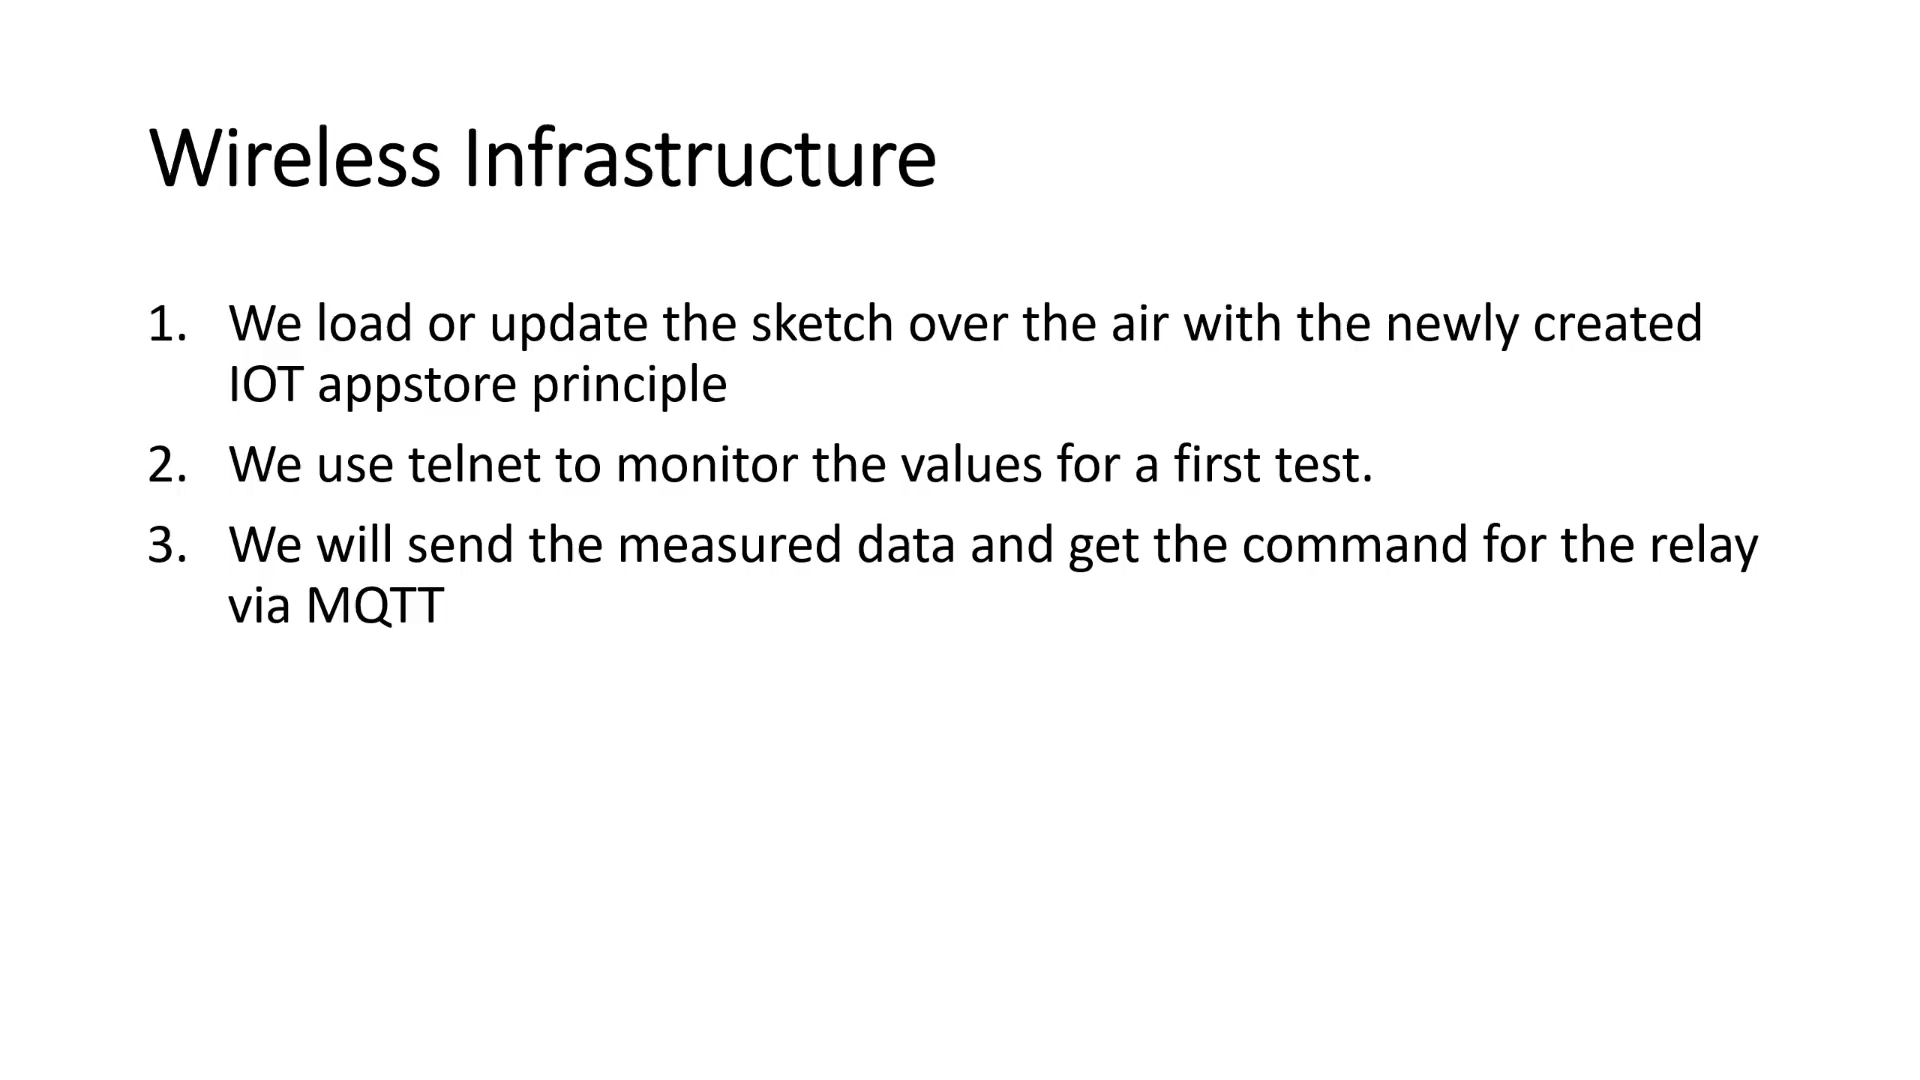 Wireless Infrastructure
1. We load or update the sketch over the air with the newly created
IOT appstore principle
2. We use telnet to monitor the values for a first test.
3. We will send the measured data and get the command for the relay
via MQTT